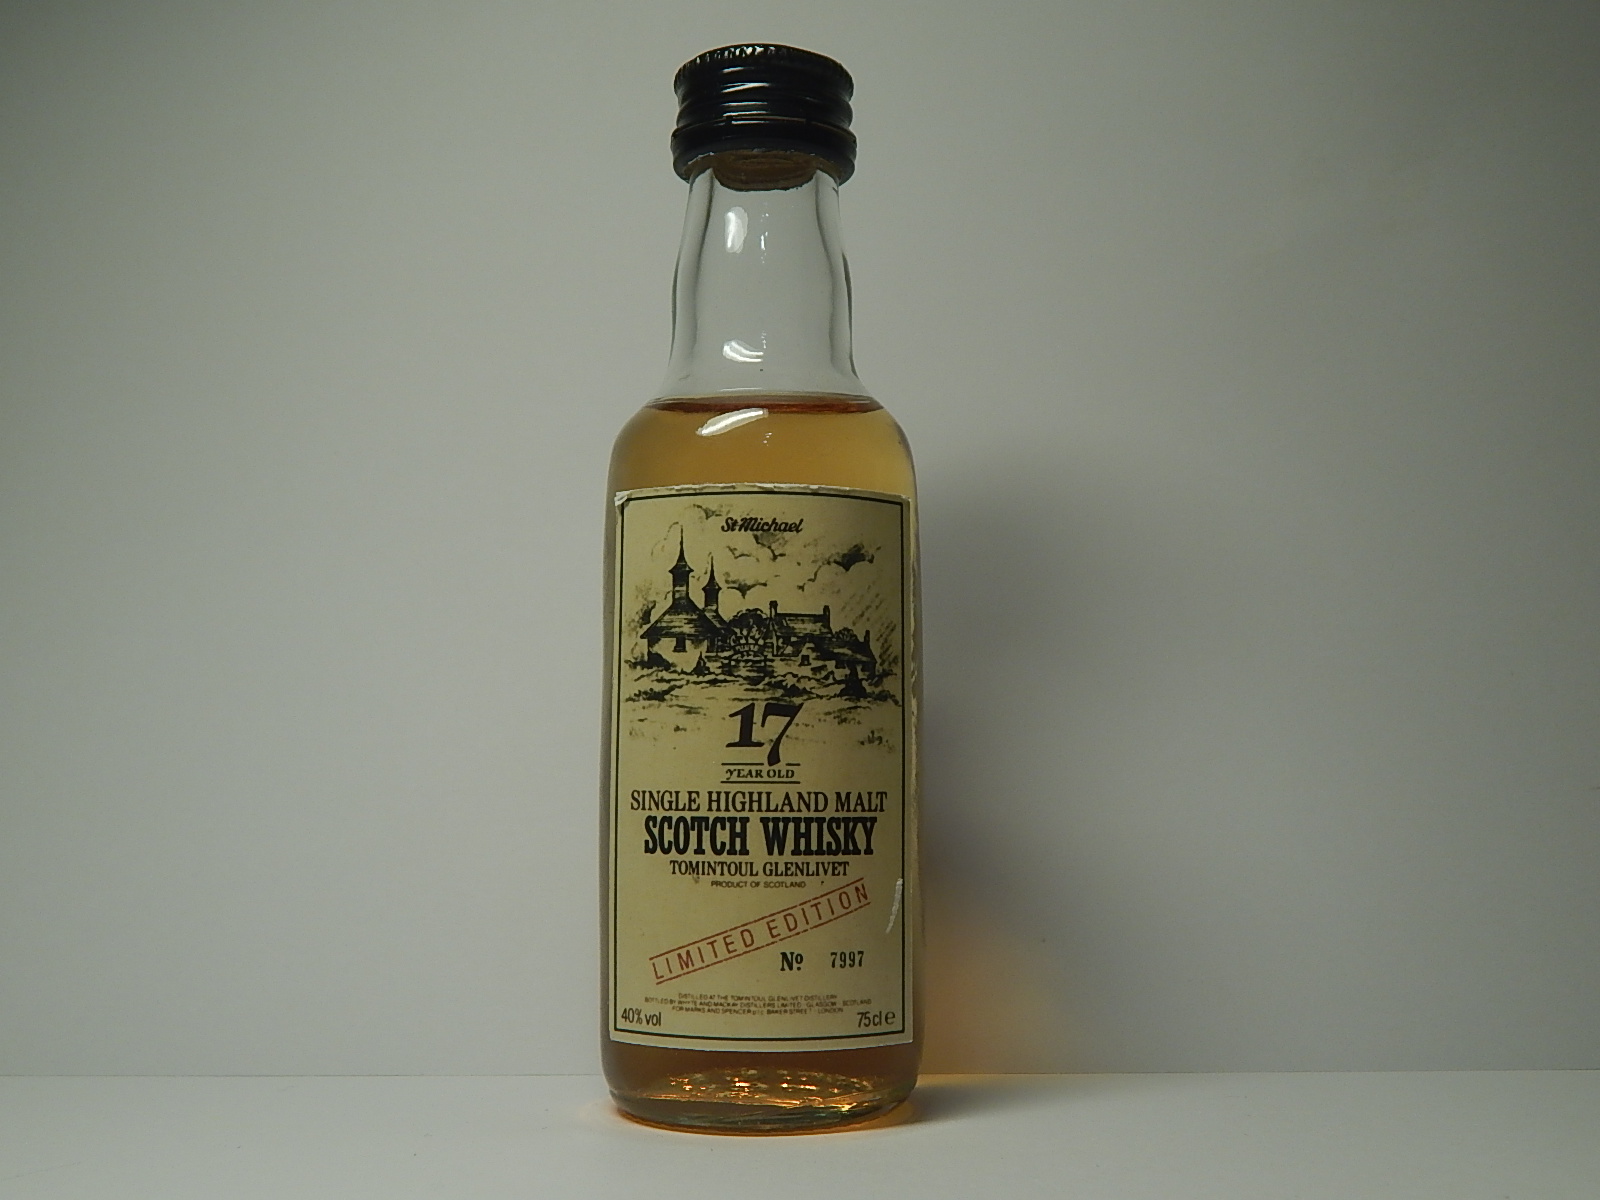 St Michael
17
YEAR OLD
SINGLE HIGHLAND MALT
SCOTCH WHISKY
TOMINTOUL GLENLIVET
PRODUCT OF SCOTLAND
LIMITED EDITION
No 7997
DISTILLED AT THE TOMINTOUL GLENLIVET DISTILLERY
BOTTLED BY WHYTE AND MACKAY DISTILLERS LIMITED · GLASGOW · SCOTLAND
FOR MARKS AND SPENCER p.l.c. BAKER STREET · LONDON
40% vol 75cl e